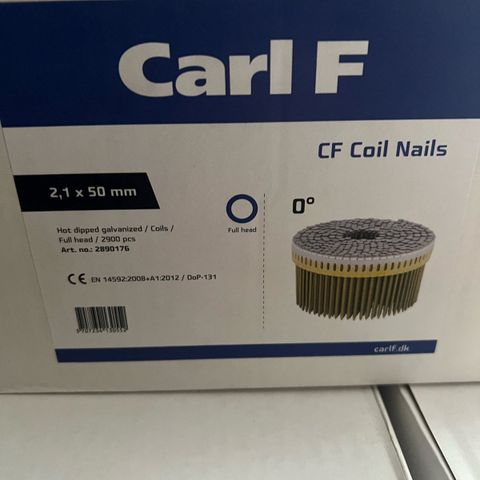 Carl F
CF Coil Nails
2,1 x 50 mm
Hot dipped galvanized / Coils /
Full head / 2900 pcs
Art. no.: 2890176
Full head
0°
CE EN 14592:2008+A1:2012 / DoP-131
carlF.dk